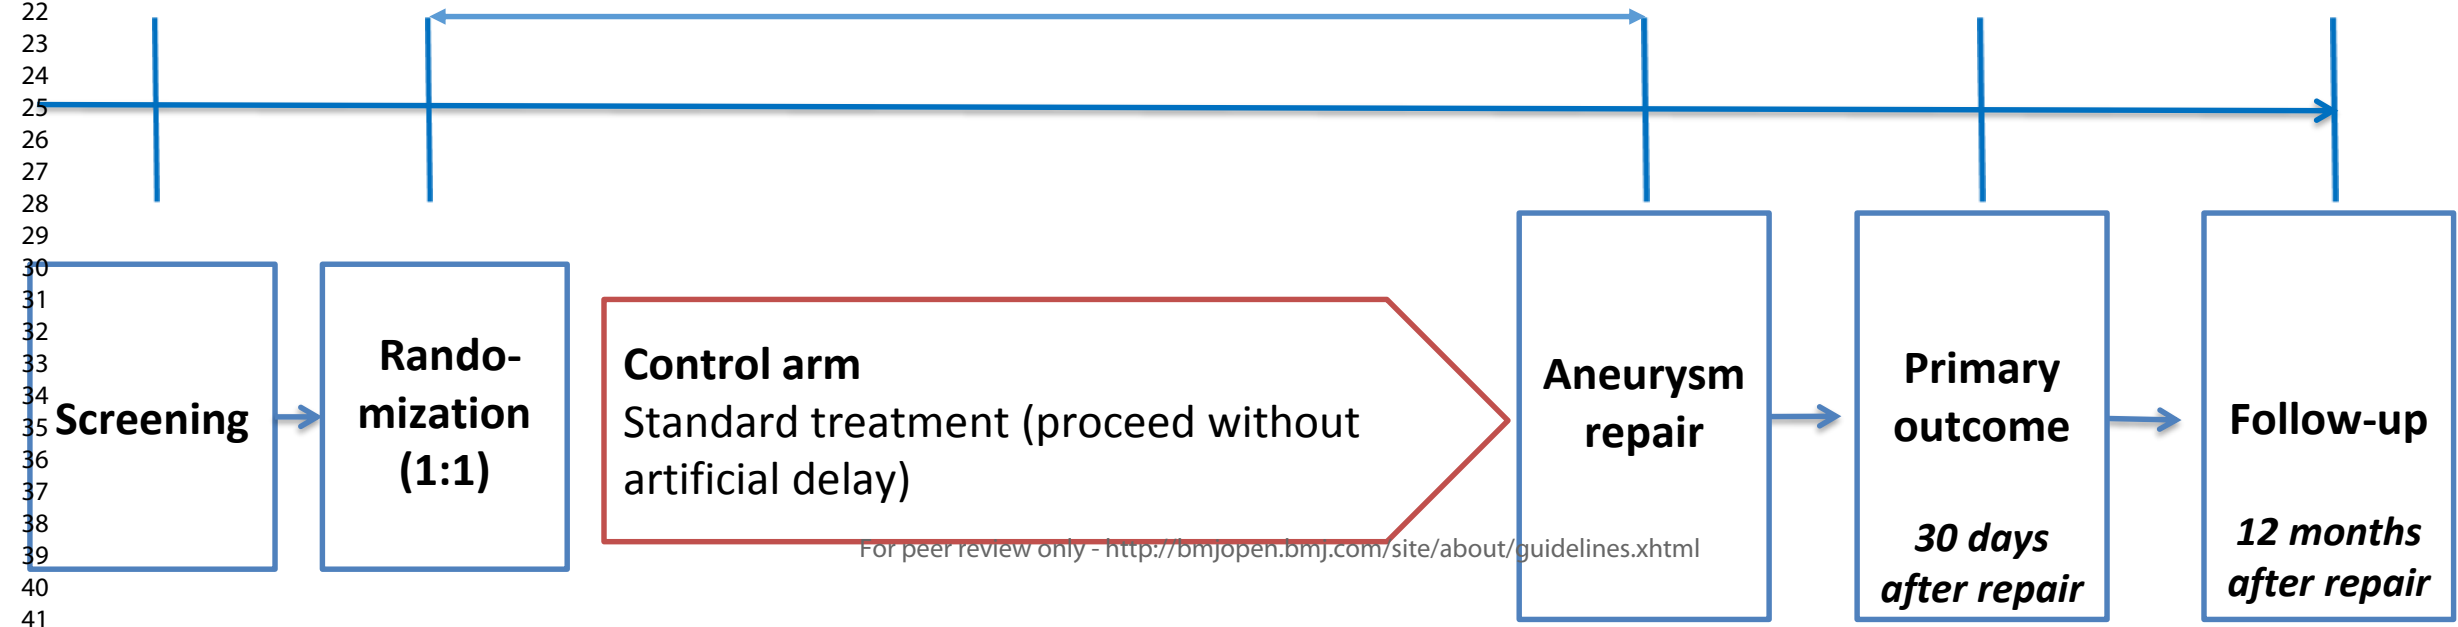 22
23
24
25
26
27
28
29
30
31
32
33
34
35
36
37
38
39
40
41
Screening
Rando-
mization
(1:1)
Control arm
Standard treatment (proceed without
artificial delay)
Aneurysm
repair
Primary
outcome
30 days
after repair
Follow-up
12 months
after repair
For peer review only - http://bmjopen.bmj.com/site/about/guidelines.xhtml